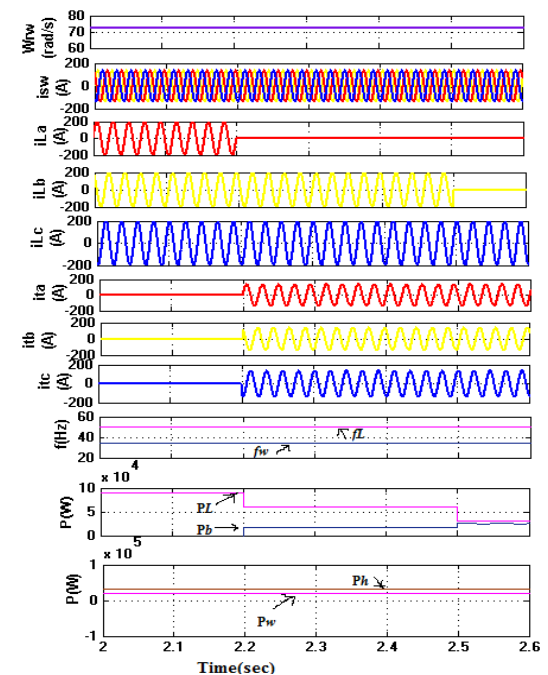 80
Wrw
(rad/s)
70
60
200
isw
(A)
0
-200
200
iLa
(A)
0
-200
200
iLb
(A)
0
-200
200
iLc
(A)
0
-200
200
ita
(A)
0
-200
200
itb
(A)
0
-200
200
itc
(A)
0
-200
60
f(Hz)
40
fL
fw
20
x 10^4
10
P(W)
5
PL
Pb
0
x 10^5
1
P(W)
0
Ph
Pw
-1
2 2.1 2.2 2.3 2.4 2.5 2.6
Time(sec)